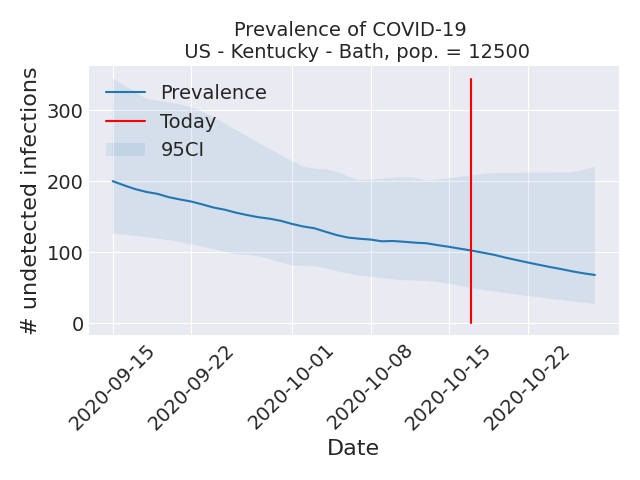 Prevalence of COVID-19
US - Kentucky - Bath, pop. = 12500
# undetected infections
300
200
100
0
Prevalence
Today
95CI
2020-09-15
2020-09-22
2020-10-01
2020-10-08
2020-10-15
2020-10-22
Date